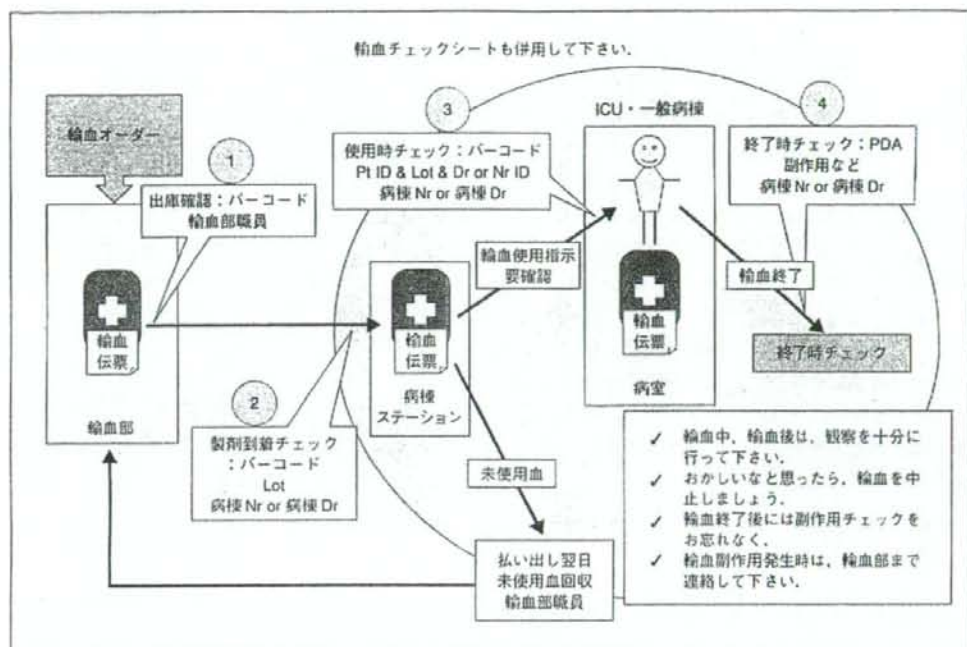 輸血チェックシートも併用して下さい.
輸血オーダー
1
出庫確認：バーコード
輸血部職員
輸血
伝票
輸血部
2
製剤到着チェック
：バーコード
Lot
病棟 Nr or 病棟 Dr
輸血
伝票
病棟
ステーション
3
使用時チェック：バーコード
Pt ID & Lot & Dr or Nr ID
病棟 Nr or 病棟 Dr
輸血使用指示
要確認
ICU・一般病棟
輸血
伝票
病室
4
終了時チェック：PDA
副作用など
病棟 Nr or 病棟 Dr
輸血終了
終了時チェック
未使用血
払い出し翌日
未使用血回収
輸血部職員
✓ 輸血中，輸血後は，観察を十分に
行って下さい．
✓ おかしいなと思ったら，輸血を中
止しましょう．
✓ 輸血終了後には副作用チェックを
お忘れなく．
✓ 輸血副作用発生時は，輸血部まで
連絡して下さい．